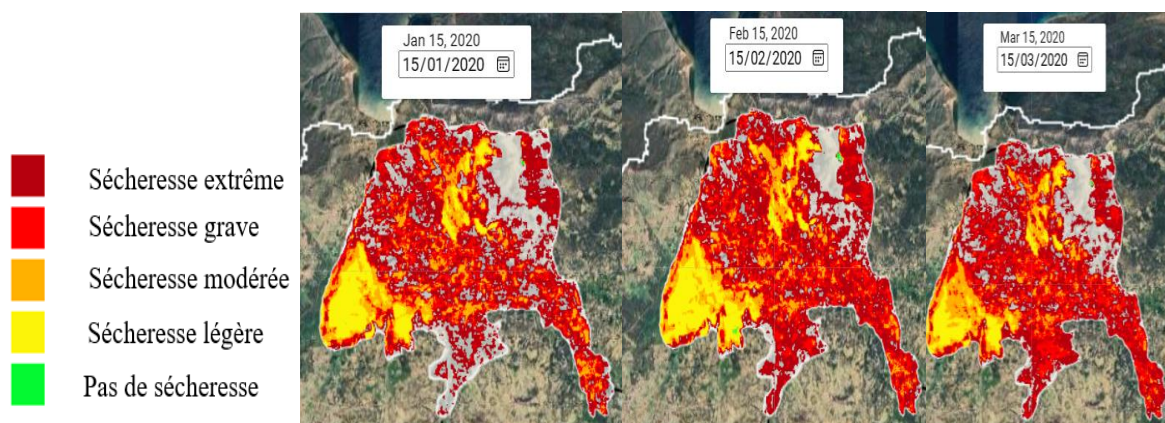 Sécheresse extrême
Sécheresse grave
Sécheresse modérée
Sécheresse légère
Pas de sécheresse
Jan 15, 2020
15/01/2020
Feb 15, 2020
15/02/2020
Mar 15, 2020
15/03/2020